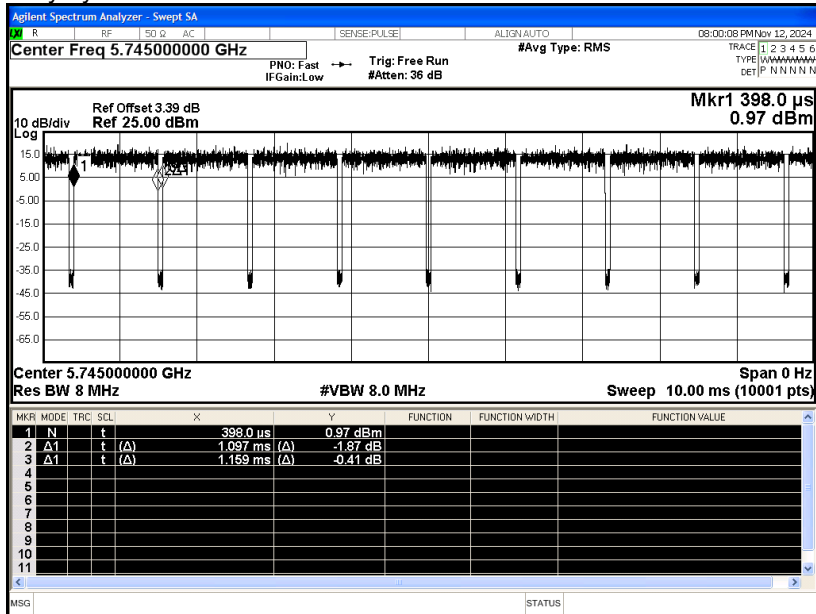 Agilent Spectrum Analyzer - Swept SA
LXI R RF 50 Ω AC SENSE:PULSE ALIGN AUTO 08:00:08 PM Nov 12, 2024
Center Freq 5.745000000 GHz
PNO: Fast
IFGain:Low
Trig: Free Run
#Atten: 36 dB
#Avg Type: RMS
TRACE 1 2 3 4 5 6
TYPE
DET P N N N N N
Mkr1 398.0 µs
0.97 dBm
10 dB/div
Log
Ref Offset 3.39 dB
Ref 25.00 dBm
15.0
5.00
-5.00
-15.0
-25.0
-35.0
-45.0
-55.0
-65.0
1
Center 5.745000000 GHz
Span 0 Hz
Res BW 8 MHz
#VBW 8.0 MHz
Sweep 10.00 ms (10001 pts)
MKR MODE TRC SCL X Y FUNCTION FUNCTION WIDTH FUNCTION VALUE
1 N t 398.0 µs 0.97 dBm
2 Δ1 t (Δ) 1.097 ms (Δ) -1.87 dB
3 Δ1 t (Δ) 1.159 ms (Δ) -0.41 dB
4
5
6
7
8
9
10
11
MSG
STATUS